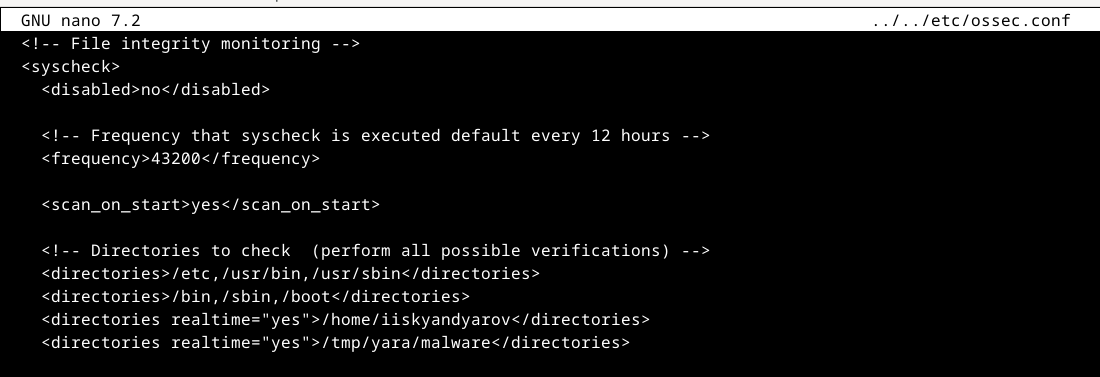 GNU nano 7.2 ../../etc/ossec.conf
<!-- File integrity monitoring -->
<syscheck>
<disabled>no</disabled>
<!-- Frequency that syscheck is executed default every 12 hours -->
<frequency>43200</frequency>
<scan_on_start>yes</scan_on_start>
<!-- Directories to check  (perform all possible verifications) -->
<directories>/etc,/usr/bin,/usr/sbin</directories>
<directories>/bin,/sbin,/boot</directories>
<directories realtime="yes">/home/iiskyandyarov</directories>
<directories realtime="yes">/tmp/yara/malware</directories>